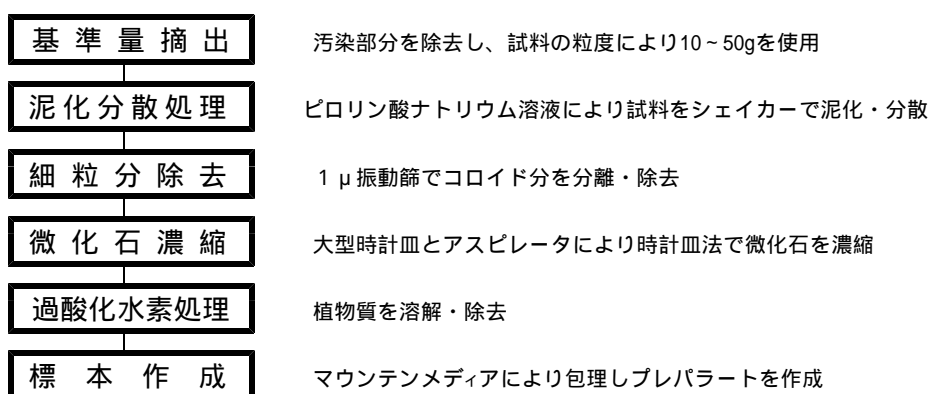 基準量摘出 汚染部分を除去し、試料の粒度により10~50gを使用
泥化分散処理 ピロリン酸ナトリウム溶液により試料をシェイカーで泥化・分散
細粒分除去 1μ振動篩でコロイド分を分離・除去
微化石濃縮 大型時計皿とアスピレータにより時計皿法で微化石を濃縮
過酸化水素処理 植物質を溶解・除去
標本作成 マウンテンメディアにより包理しプレパラートを作成